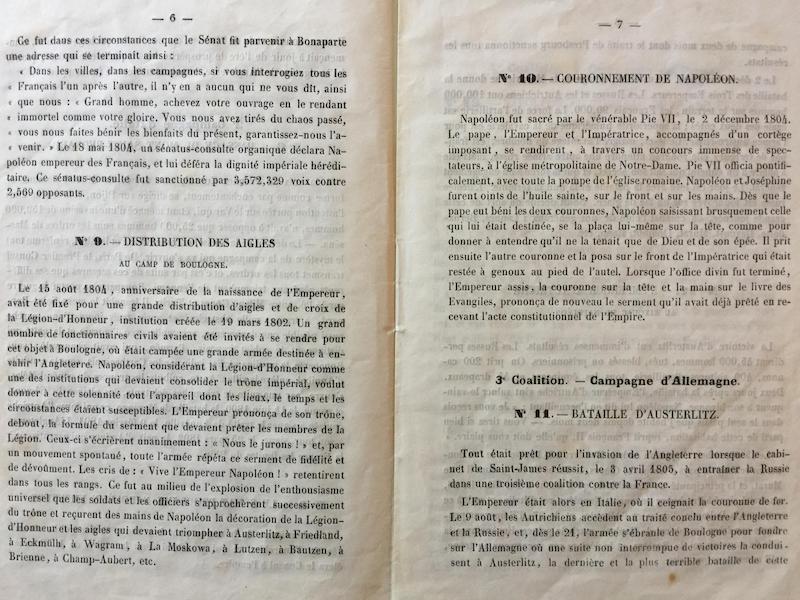 — 6 —
Ce fut dans ces circonstances que le Sénat fit parvenir à Bonaparte
une adresse qui se terminait ainsi :
« Dans les villes, dans les campagnes, si vous interrogiez tous les
« Français l'un après l'autre, il n'y en a aucun qui ne vous dît, ainsi
« que nous : « Grand homme, achevez votre ouvrage en le rendant
« immortel comme votre gloire. Vous nous avez tirés du chaos passé,
« vous nous faites bénir les bienfaits du présent, garantissez-nous l'a-
« venir. » Le 18 mai 1804, un sénatus-consulte organique déclara Na-
poléon empereur des Français, et lui déféra la dignité impériale hérédi-
taire. Ce sénatus-consulte fut sanctionné par 3,572,329 voix contre
2,569 opposants.
N° 9. — DISTRIBUTION DES AIGLES
AU CAMP DE BOULOGNE.
Le 15 août 1804, anniversaire de la naissance de l'Empereur,
avait été fixé pour une grande distribution d'aigles et de croix de
la Légion-d'Honneur, institution créée le 19 mars 1802. Un grand
nombre de fonctionnaires civils avaient été invités à se rendre pour
cet objet à Boulogne, où était campée une grande armée destinée à en-
vahir l'Angleterre. Napoléon, considérant la Légion-d'Honneur comme
une des institutions qui devaient consolider le trône impérial, voulut
donner à cette solennité tout l'appareil dont les lieux, le temps et les
circonstances étaient susceptibles. L'Empereur prononça de son trône,
debout, la formule du serment que devaient prêter les membres de la
Légion. Ceux-ci s'écrièrent unanimement : « Nous le jurons ! » et, par
un mouvement spontané, toute l'armée répéta ce serment de fidélité et
de dévoûment. Les cris de : « Vive l'Empereur Napoléon ! » retentirent
dans tous les rangs. Ce fut au milieu de l'explosion de l'enthousiasme
universel que les soldats et les officiers s'approchèrent successivement
du trône et reçurent des mains de Napoléon la décoration de la Légion-
d'Honneur et les aigles qui devaient triompher à Austerlitz, à Friedland,
à Eckmülh, à Wagram, à La Moskowa, à Lutzen, à Bautzen, à
Brienne, à Champ-Aubert, etc.
— 7 —
N° 10. — COURONNEMENT DE NAPOLÉON.
Napoléon fut sacré par le vénérable Pie VII, le 2 décembre 1804.
Le pape, l'Empereur et l'Impératrice, accompagnés d'un cortège
imposant, se rendirent, à travers un concours immense de spec-
tateurs, à l'église métropolitaine de Notre-Dame. Pie VII officia pontifi-
calement, avec toute la pompe de l'église romaine. Napoléon et Joséphine
furent oints de l'huile sainte, sur le front et sur les mains. Dès que le
pape eut béni les deux couronnes, Napoléon saisissant brusquement celle
qui lui était destinée, se la plaça lui-même sur la tête, comme pour
donner à entendre qu'il ne la tenait que de Dieu et de son épée. Il prit
ensuite l'autre couronne et la posa sur le front de l'Impératrice qui était
restée à genoux au pied de l'autel. Lorsque l'office divin fut terminé,
l'Empereur assis, la couronne sur la tête et la main sur le livre des
Evangiles, prononça de nouveau le serment qu'il avait déjà prêté en re-
cevant l'acte constitutionnel de l'Empire.
3e Coalition. — Campagne d'Allemagne.
N° 11. — BATAILLE D'AUSTERLITZ.
Tout était prêt pour l'invasion de l'Angleterre lorsque le cabi-
net de Saint-James réussit, le 3 avril 1805, à entraîner la Russie
dans une troisième coalition contre la France.
L'Empereur était alors en Italie, où il ceignait la couronne de fer.
Le 9 août, les Autrichiens accèdent au traité conclu entre l'Angleterre
et la Russie, et, dès le 21, l'armée s'ébranle de Boulogne pour fondre
sur l'Allemagne où une suite non interrompue de victoires la condui-
sent à Austerlitz, la dernière et la plus terrible bataille de cette